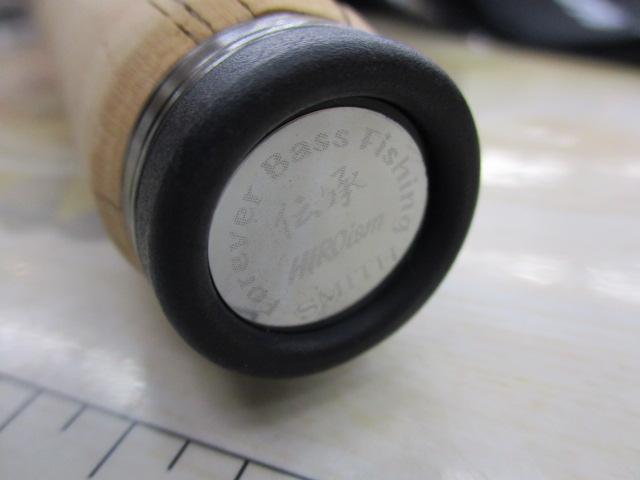 Forever Bass Fishing
伝承
HIROism
SMITH